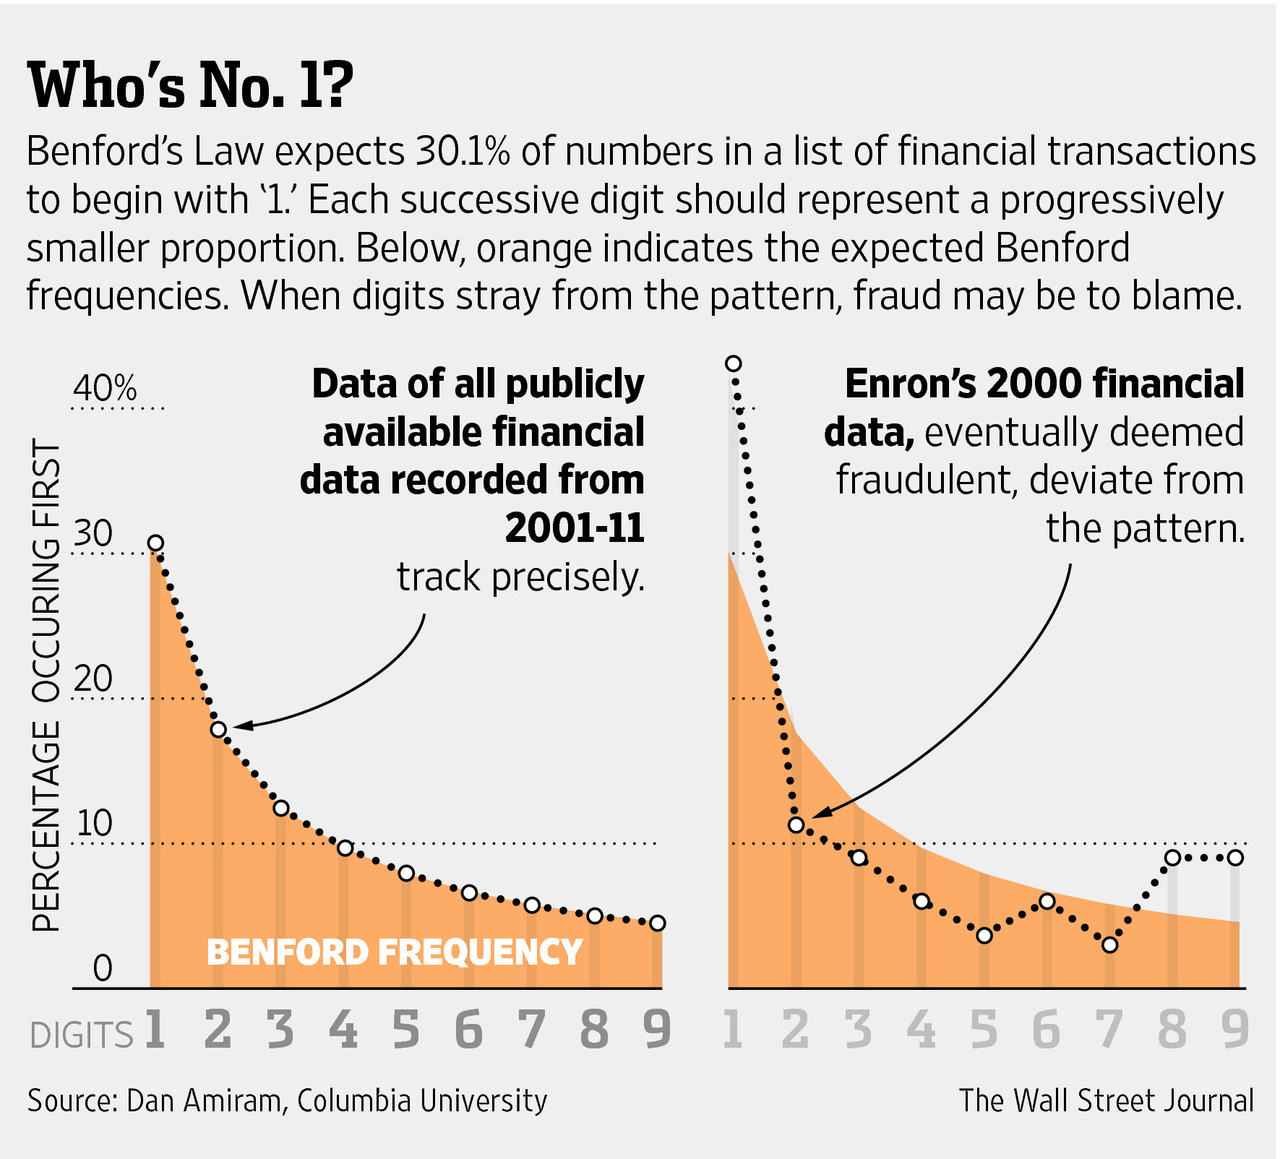 Who's No. 1?
Benford's Law expects 30.1% of numbers in a list of financial transactions
to begin with ‘1.’ Each successive digit should represent a progressively
smaller proportion. Below, orange indicates the expected Benford
frequencies. When digits stray from the pattern, fraud may be to blame.
PERCENTAGE OCCURING FIRST
40%
30
20
10
0
Data of all publicly
available financial
data recorded from
2001-11
track precisely.
BENFORD FREQUENCY
DIGITS 1 2 3 4 5 6 7 8 9
Enron's 2000 financial
data, eventually deemed
fraudulent, deviate from
the pattern.
1 2 3 4 5 6 7 8 9
Source: Dan Amiram, Columbia University
The Wall Street Journal